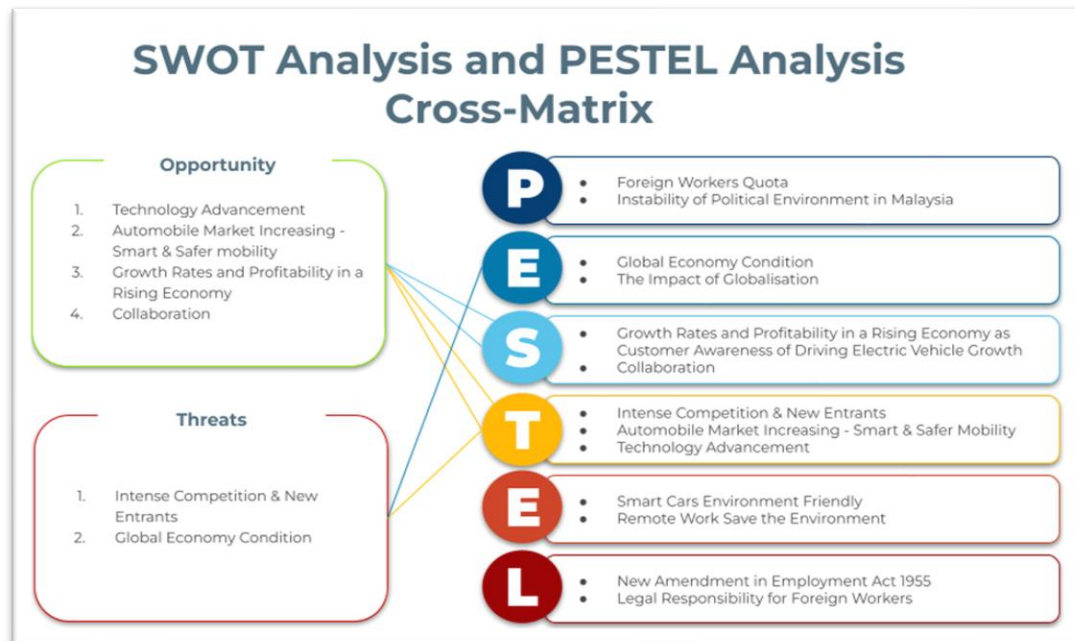 SWOT Analysis and PESTEL Analysis
Cross-Matrix
Opportunity
1. Technology Advancement
2. Automobile Market Increasing -
Smart & Safer mobility
3. Growth Rates and Profitability in a
Rising Economy
4. Collaboration
Threats
1. Intense Competition & New
Entrants
2. Global Economy Condition
P
• Foreign Workers Quota
• Instability of Political Environment in Malaysia
E
• Global Economy Condition
• The Impact of Globalisation
S
• Growth Rates and Profitability in a Rising Economy as
Customer Awareness of Driving Electric Vehicle Growth
• Collaboration
T
• Intense Competition & New Entrants
• Automobile Market Increasing - Smart & Safer Mobility
• Technology Advancement
E
• Smart Cars Environment Friendly
• Remote Work Save the Environment
L
• New Amendment in Employment Act 1955
• Legal Responsibility for Foreign Workers